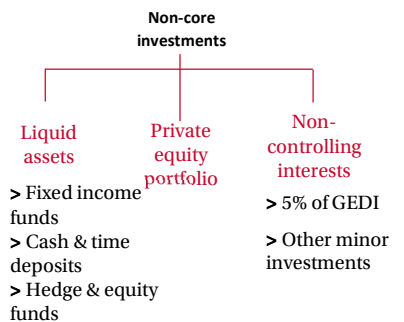 Non-core
investments
Liquid
assets
> Fixed income
funds
> Cash & time
deposits
> Hedge & equity
funds
Private
equity
portfolio
Non-
controlling
interests
> 5% of GEDI
> Other minor
investments